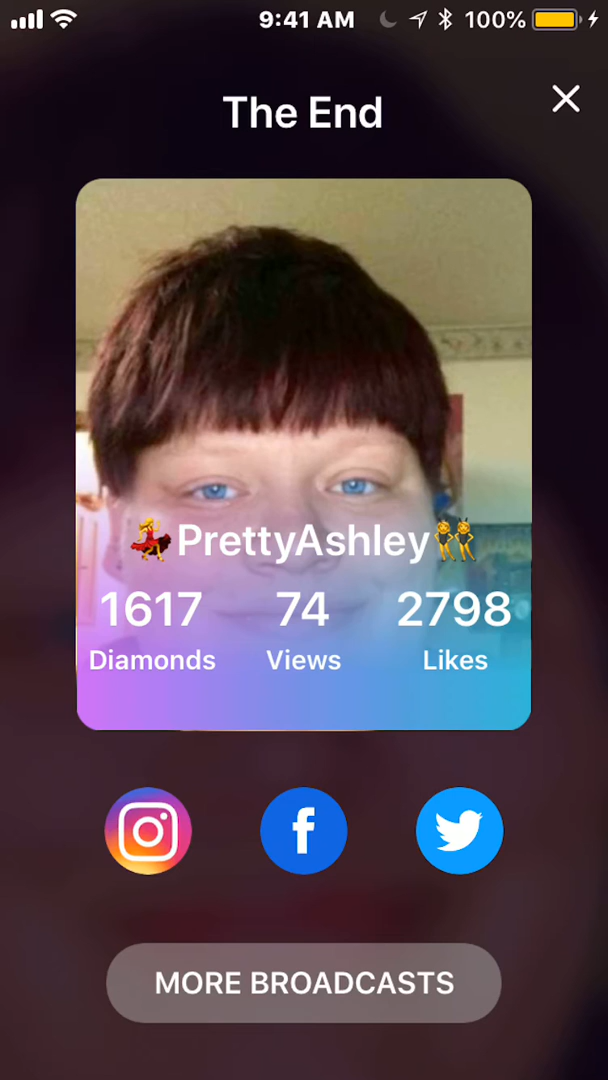 9:41 AM 100%
The End
💃PrettyAshley👯
1617 74 2798
Diamonds Views Likes
MORE BROADCASTS